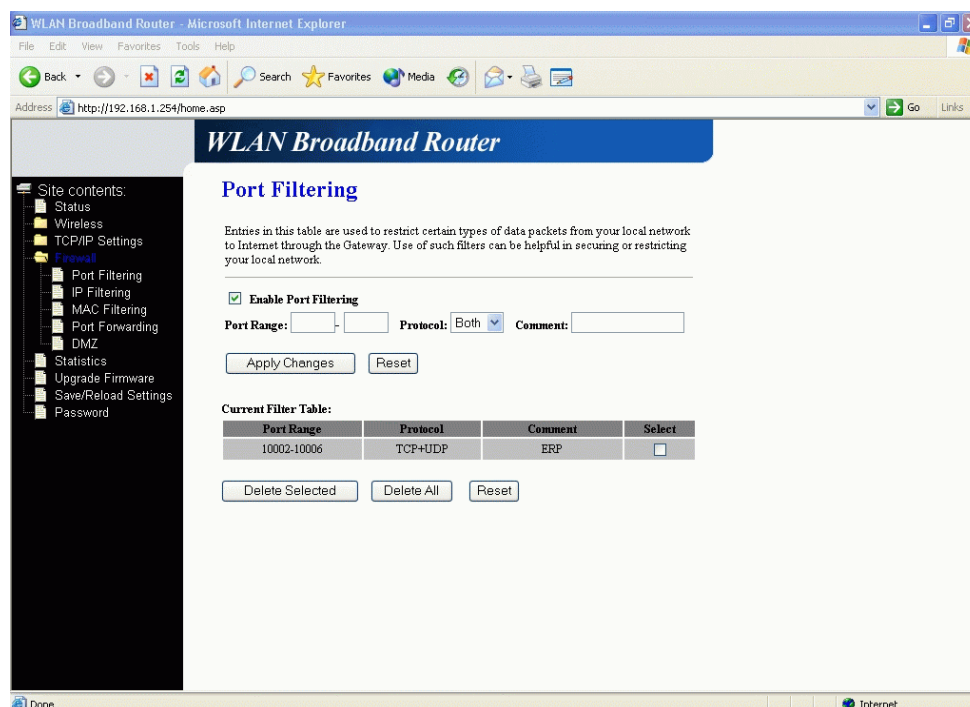 WLAN Broadband Router - Microsoft Internet Explorer
File Edit View Favorites Tools Help
Back Search Favorites Media
Address http://192.168.1.254/home.asp Go Links
WLAN Broadband Router
Site contents:
Status
Wireless
TCP/IP Settings
Firewall
Port Filtering
IP Filtering
MAC Filtering
Port Forwarding
DMZ
Statistics
Upgrade Firmware
Save/Reload Settings
Password
Port Filtering
Entries in this table are used to restrict certain types of data packets from your local network
to Internet through the Gateway. Use of such filters can be helpful in securing or restricting
your local network.
Enable Port Filtering
Port Range: - Protocol: Both Comment:
Apply Changes Reset
Current Filter Table:
Port Range Protocol Comment Select
10002-10006 TCP+UDP ERP
Delete Selected Delete All Reset
Done Internet